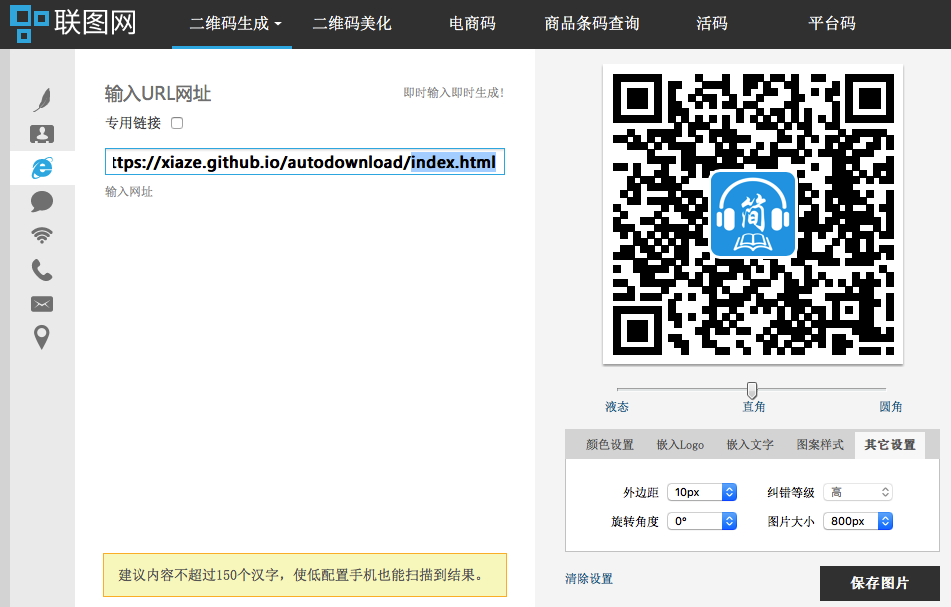 联图网
二维码生成 二维码美化 电商码 商品条码查询 活码 平台码
输入URL网址
即时输入即时生成!
专用链接
ttps://xiaze.github.io/autodownload/index.html
输入网址
建议内容不超过150个汉字，使低配置手机也能扫描到结果。
简
液态 直角 圆角
颜色设置 嵌入Logo 嵌入文字 图案样式 其它设置
外边距 10px 纠错等级 高
旋转角度 0° 图片大小 800px
清除设置
保存图片